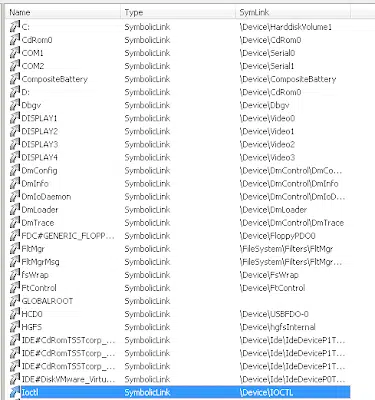 Name Type SymLink
C: SymbolicLink \Device\HarddiskVolume1
CdRom0 SymbolicLink \Device\CdRom0
COM1 SymbolicLink \Device\Serial0
COM2 SymbolicLink \Device\Serial1
CompositeBattery SymbolicLink \Device\CompositeBattery
D: SymbolicLink \Device\CdRom0
Dbgv SymbolicLink \Device\Dbgv
DISPLAY1 SymbolicLink \Device\Video0
DISPLAY2 SymbolicLink \Device\Video1
DISPLAY3 SymbolicLink \Device\Video2
DISPLAY4 SymbolicLink \Device\Video3
DmConfig SymbolicLink \Device\DmControl\DmCo...
DmInfo SymbolicLink \Device\DmControl\DmInfo
DmIoDaemon SymbolicLink \Device\DmControl\DmIoD...
DmLoader SymbolicLink \Device\DmLoader
DmTrace SymbolicLink \Device\DmControl\DmTrace
FDC#GENERIC_FLOPP... SymbolicLink \Device\FloppyPDO0
FltMgr SymbolicLink \FileSystem\Filters\FltMgr
FltMgrMsg SymbolicLink \FileSystem\Filters\FltMgr...
fsWrap SymbolicLink \Device\FsWrap
FtControl SymbolicLink \Device\FtControl
GLOBALROOT SymbolicLink
HCD0 SymbolicLink \Device\USBFDO-0
HGFS SymbolicLink \Device\hgfsInternal
IDE#CdRomTSSTcorp_... SymbolicLink \Device\Ide\IdeDeviceP1T...
IDE#CdRomTSSTcorp_... SymbolicLink \Device\Ide\IdeDeviceP1T...
IDE#DiskVMware_Virtu... SymbolicLink \Device\Ide\IdeDeviceP0T...
Ioctl SymbolicLink \Device\IOCTL